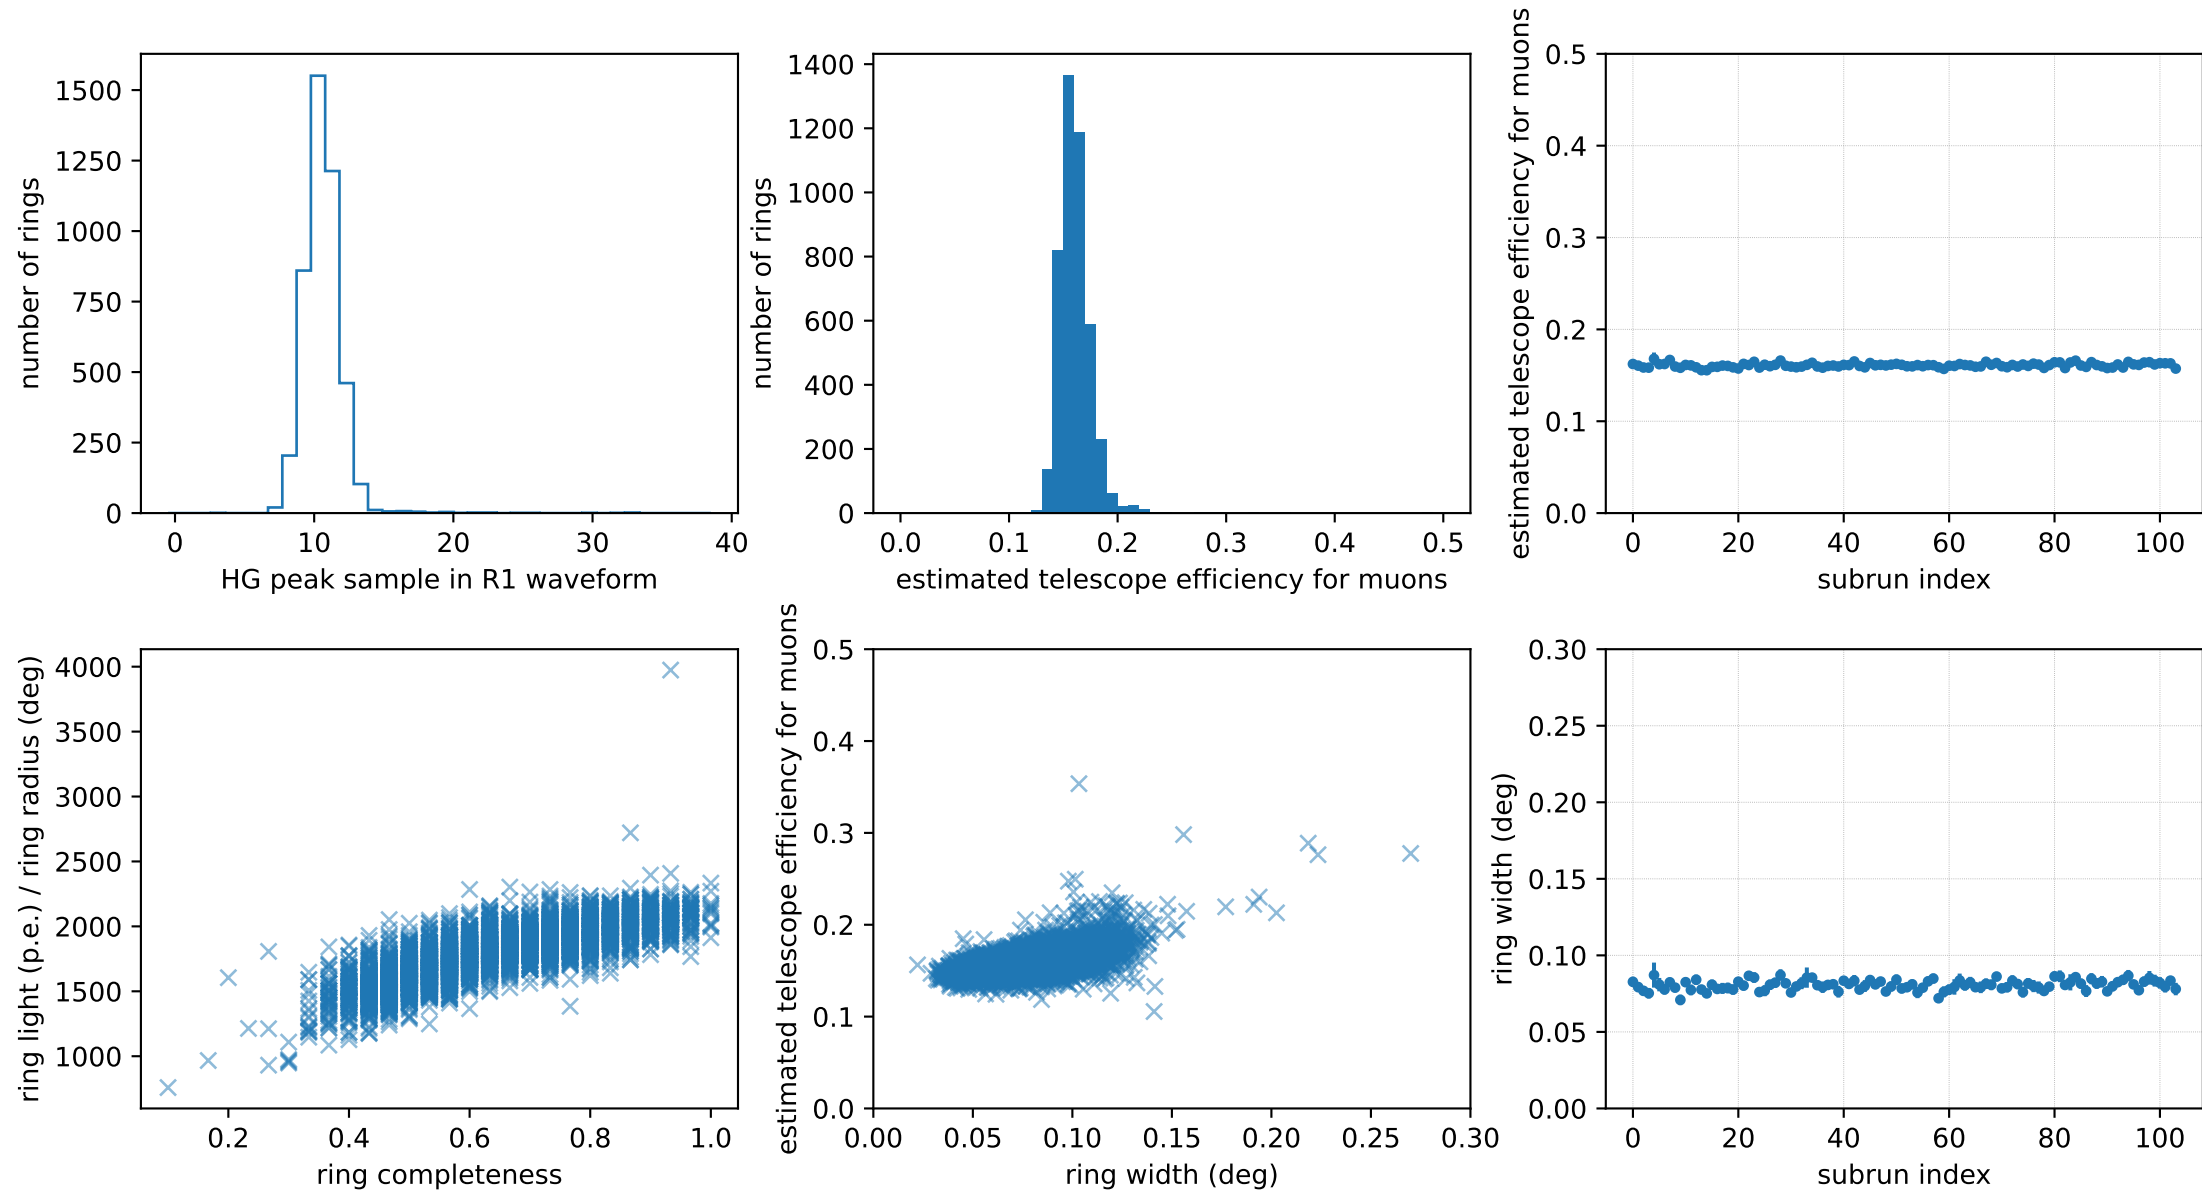 number of rings
1500
1250
1000
750
500
250
0
0 10 20 30 40
HG peak sample in R1 waveform
number of rings
1400
1200
1000
800
600
400
200
0
0.0 0.1 0.2 0.3 0.4 0.5
estimated telescope efficiency for muons
estimated telescope efficiency for muons
0.5
0.4
0.3
0.2
0.1
0.0
0 20 40 60 80 100
subrun index
ring light (p.e.) / ring radius (deg)
4000
3500
3000
2500
2000
1500
1000
0.2 0.4 0.6 0.8 1.0
ring completeness
estimated telescope efficiency for muons
0.5
0.4
0.3
0.2
0.1
0.0
0.00 0.05 0.10 0.15 0.20 0.25 0.30
ring width (deg)
ring width (deg)
0.30
0.25
0.20
0.15
0.10
0.05
0.00
0 20 40 60 80 100
subrun index